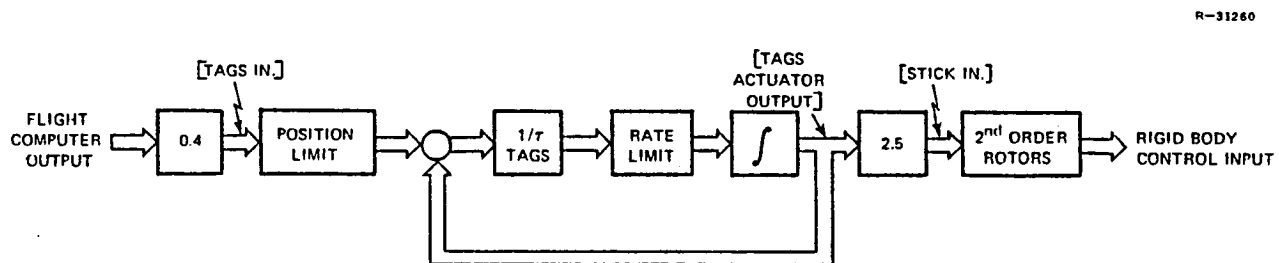 R-31260
[TAGS IN.]
[TAGS
ACTUATOR
OUTPUT]
[STICK IN.]
FLIGHT
COMPUTER
OUTPUT
0.4
POSITION
LIMIT
1/τ
TAGS
RATE
LIMIT
∫
2.5
2nd ORDER
ROTORS
RIGID BODY
CONTROL INPUT